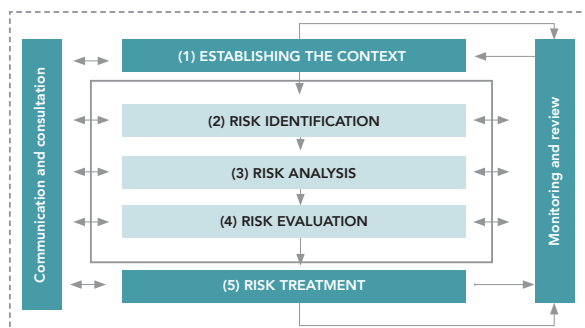 Communication and consultation
(1) ESTABLISHING THE CONTEXT
(2) RISK IDENTIFICATION
(3) RISK ANALYSIS
(4) RISK EVALUATION
(5) RISK TREATMENT
Monitoring and review